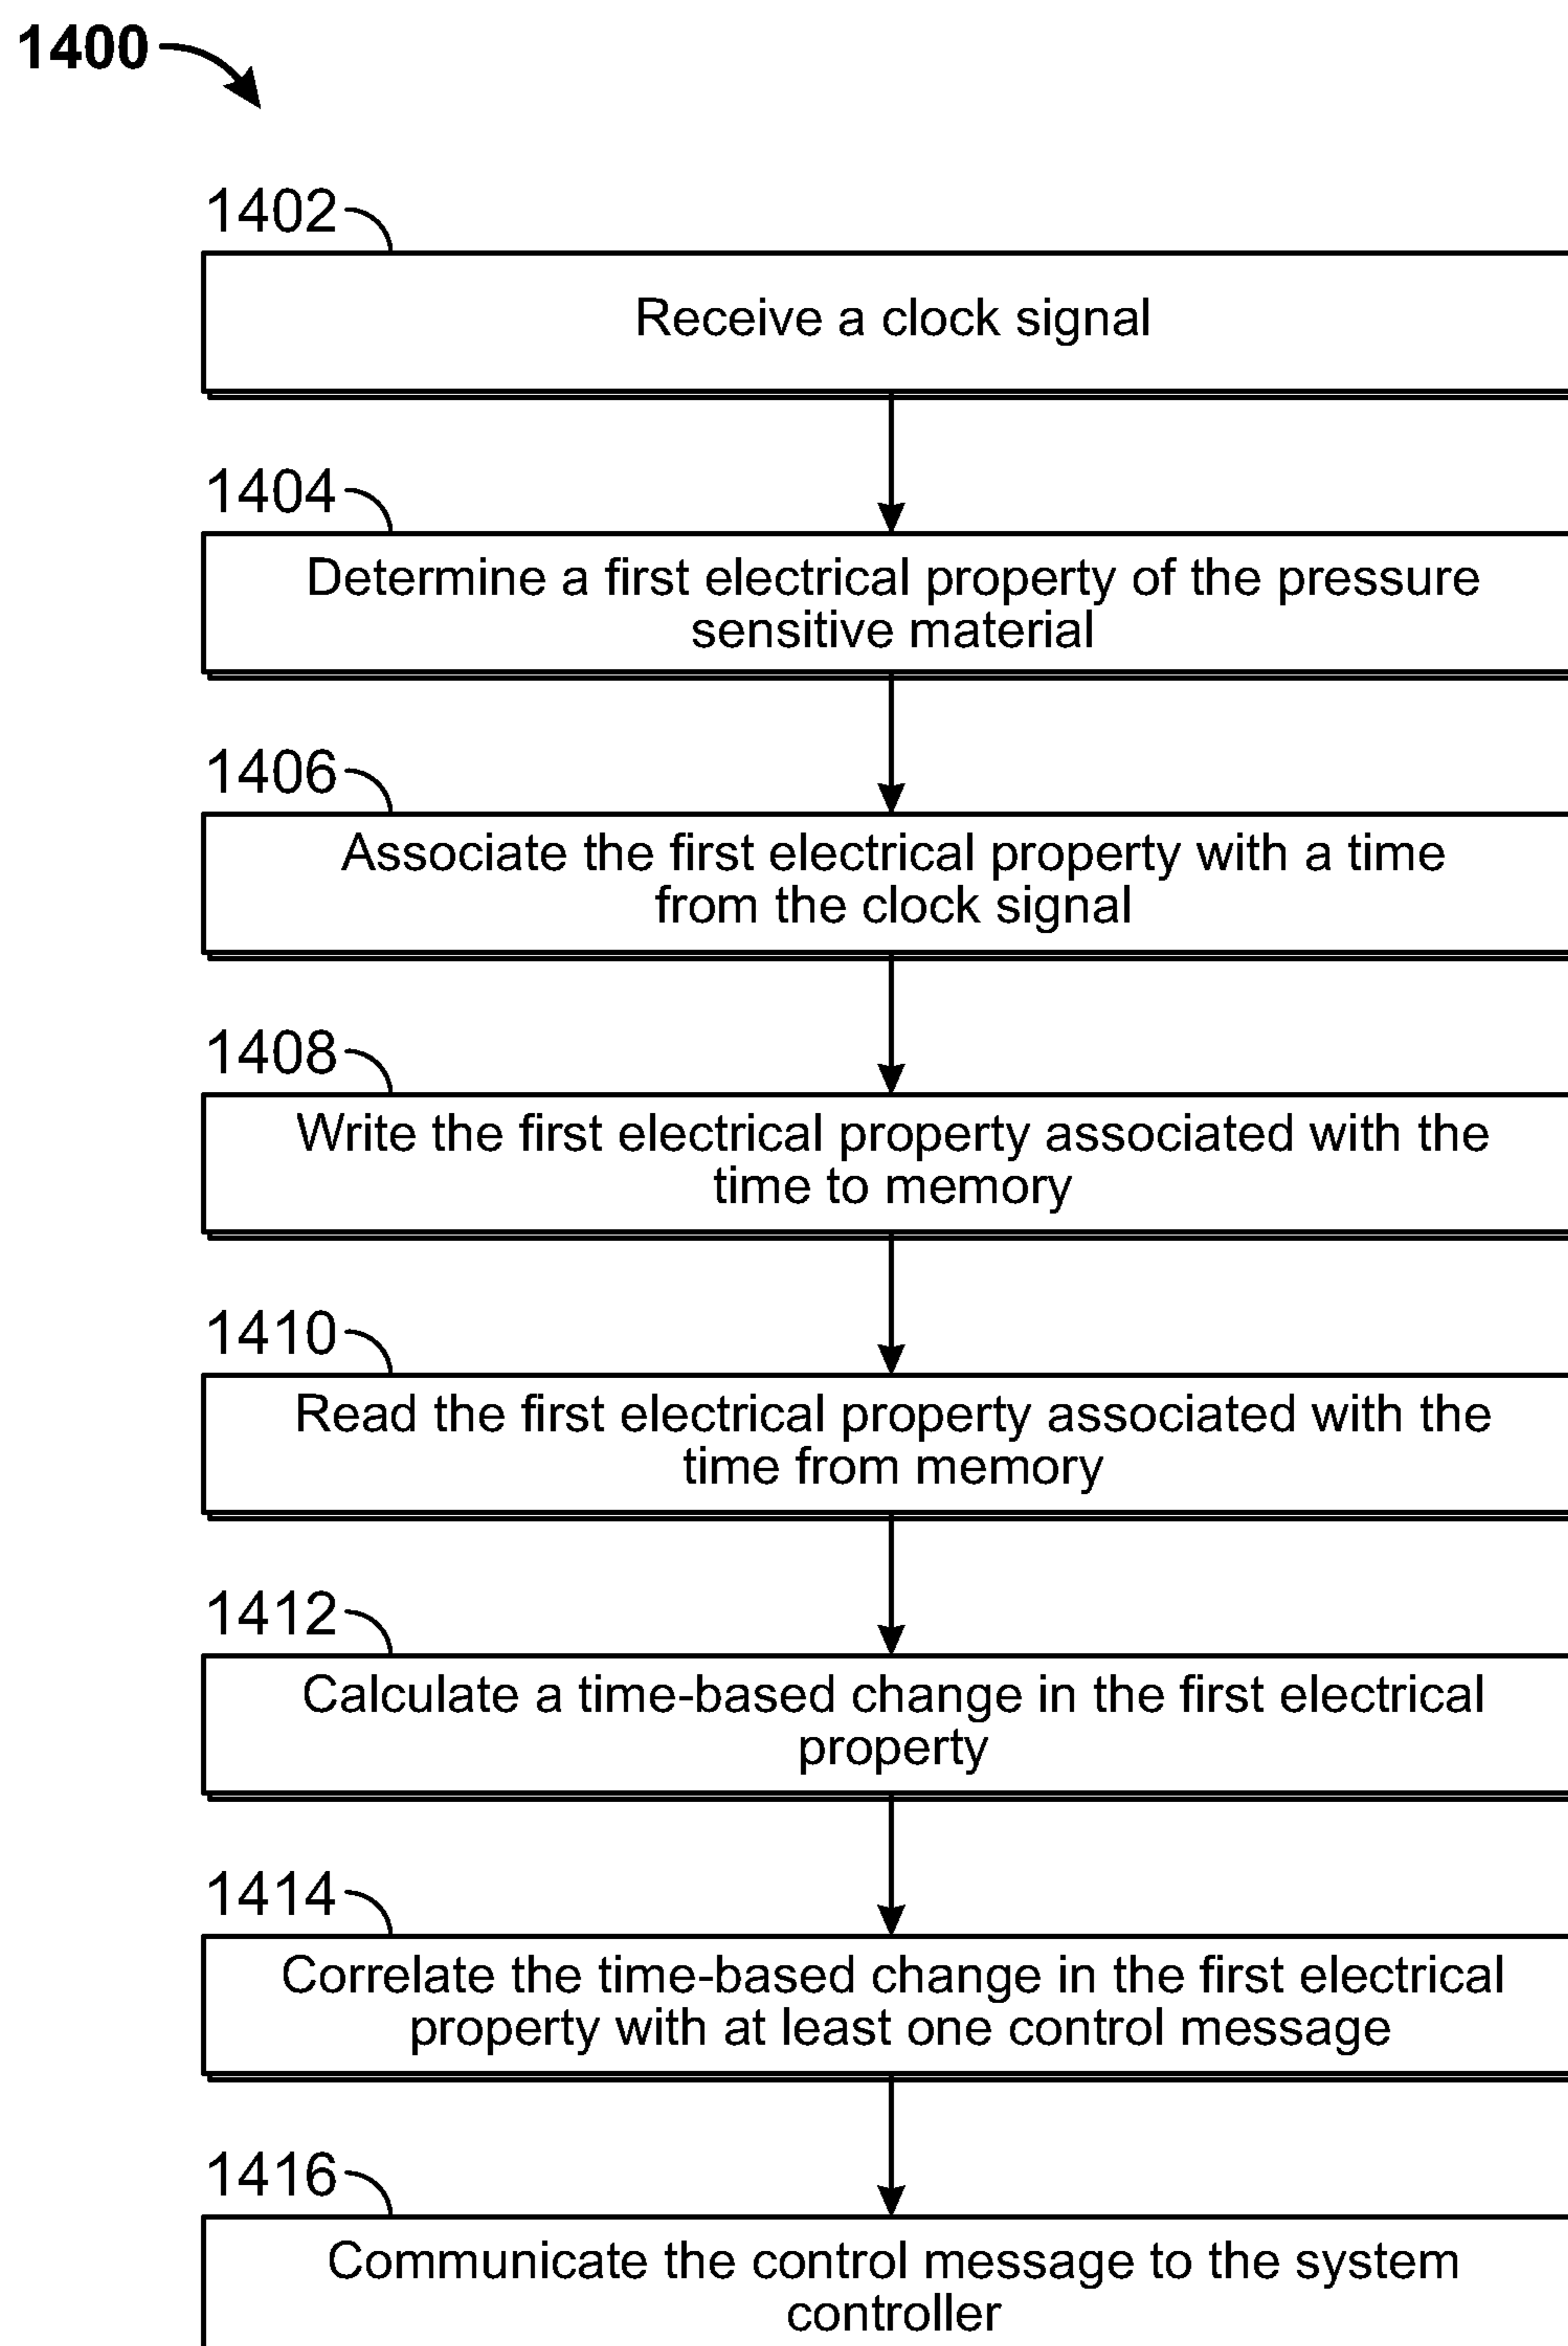 1400
1402
Receive a clock signal
1404
Determine a first electrical property of the pressure
sensitive material
1406
Associate the first electrical property with a time
from the clock signal
1408
Write the first electrical property associated with the
time to memory
1410
Read the first electrical property associated with the
time from memory
1412
Calculate a time-based change in the first electrical
property
1414
Correlate the time-based change in the first electrical
property with at least one control message
1416
Communicate the control message to the system
controller